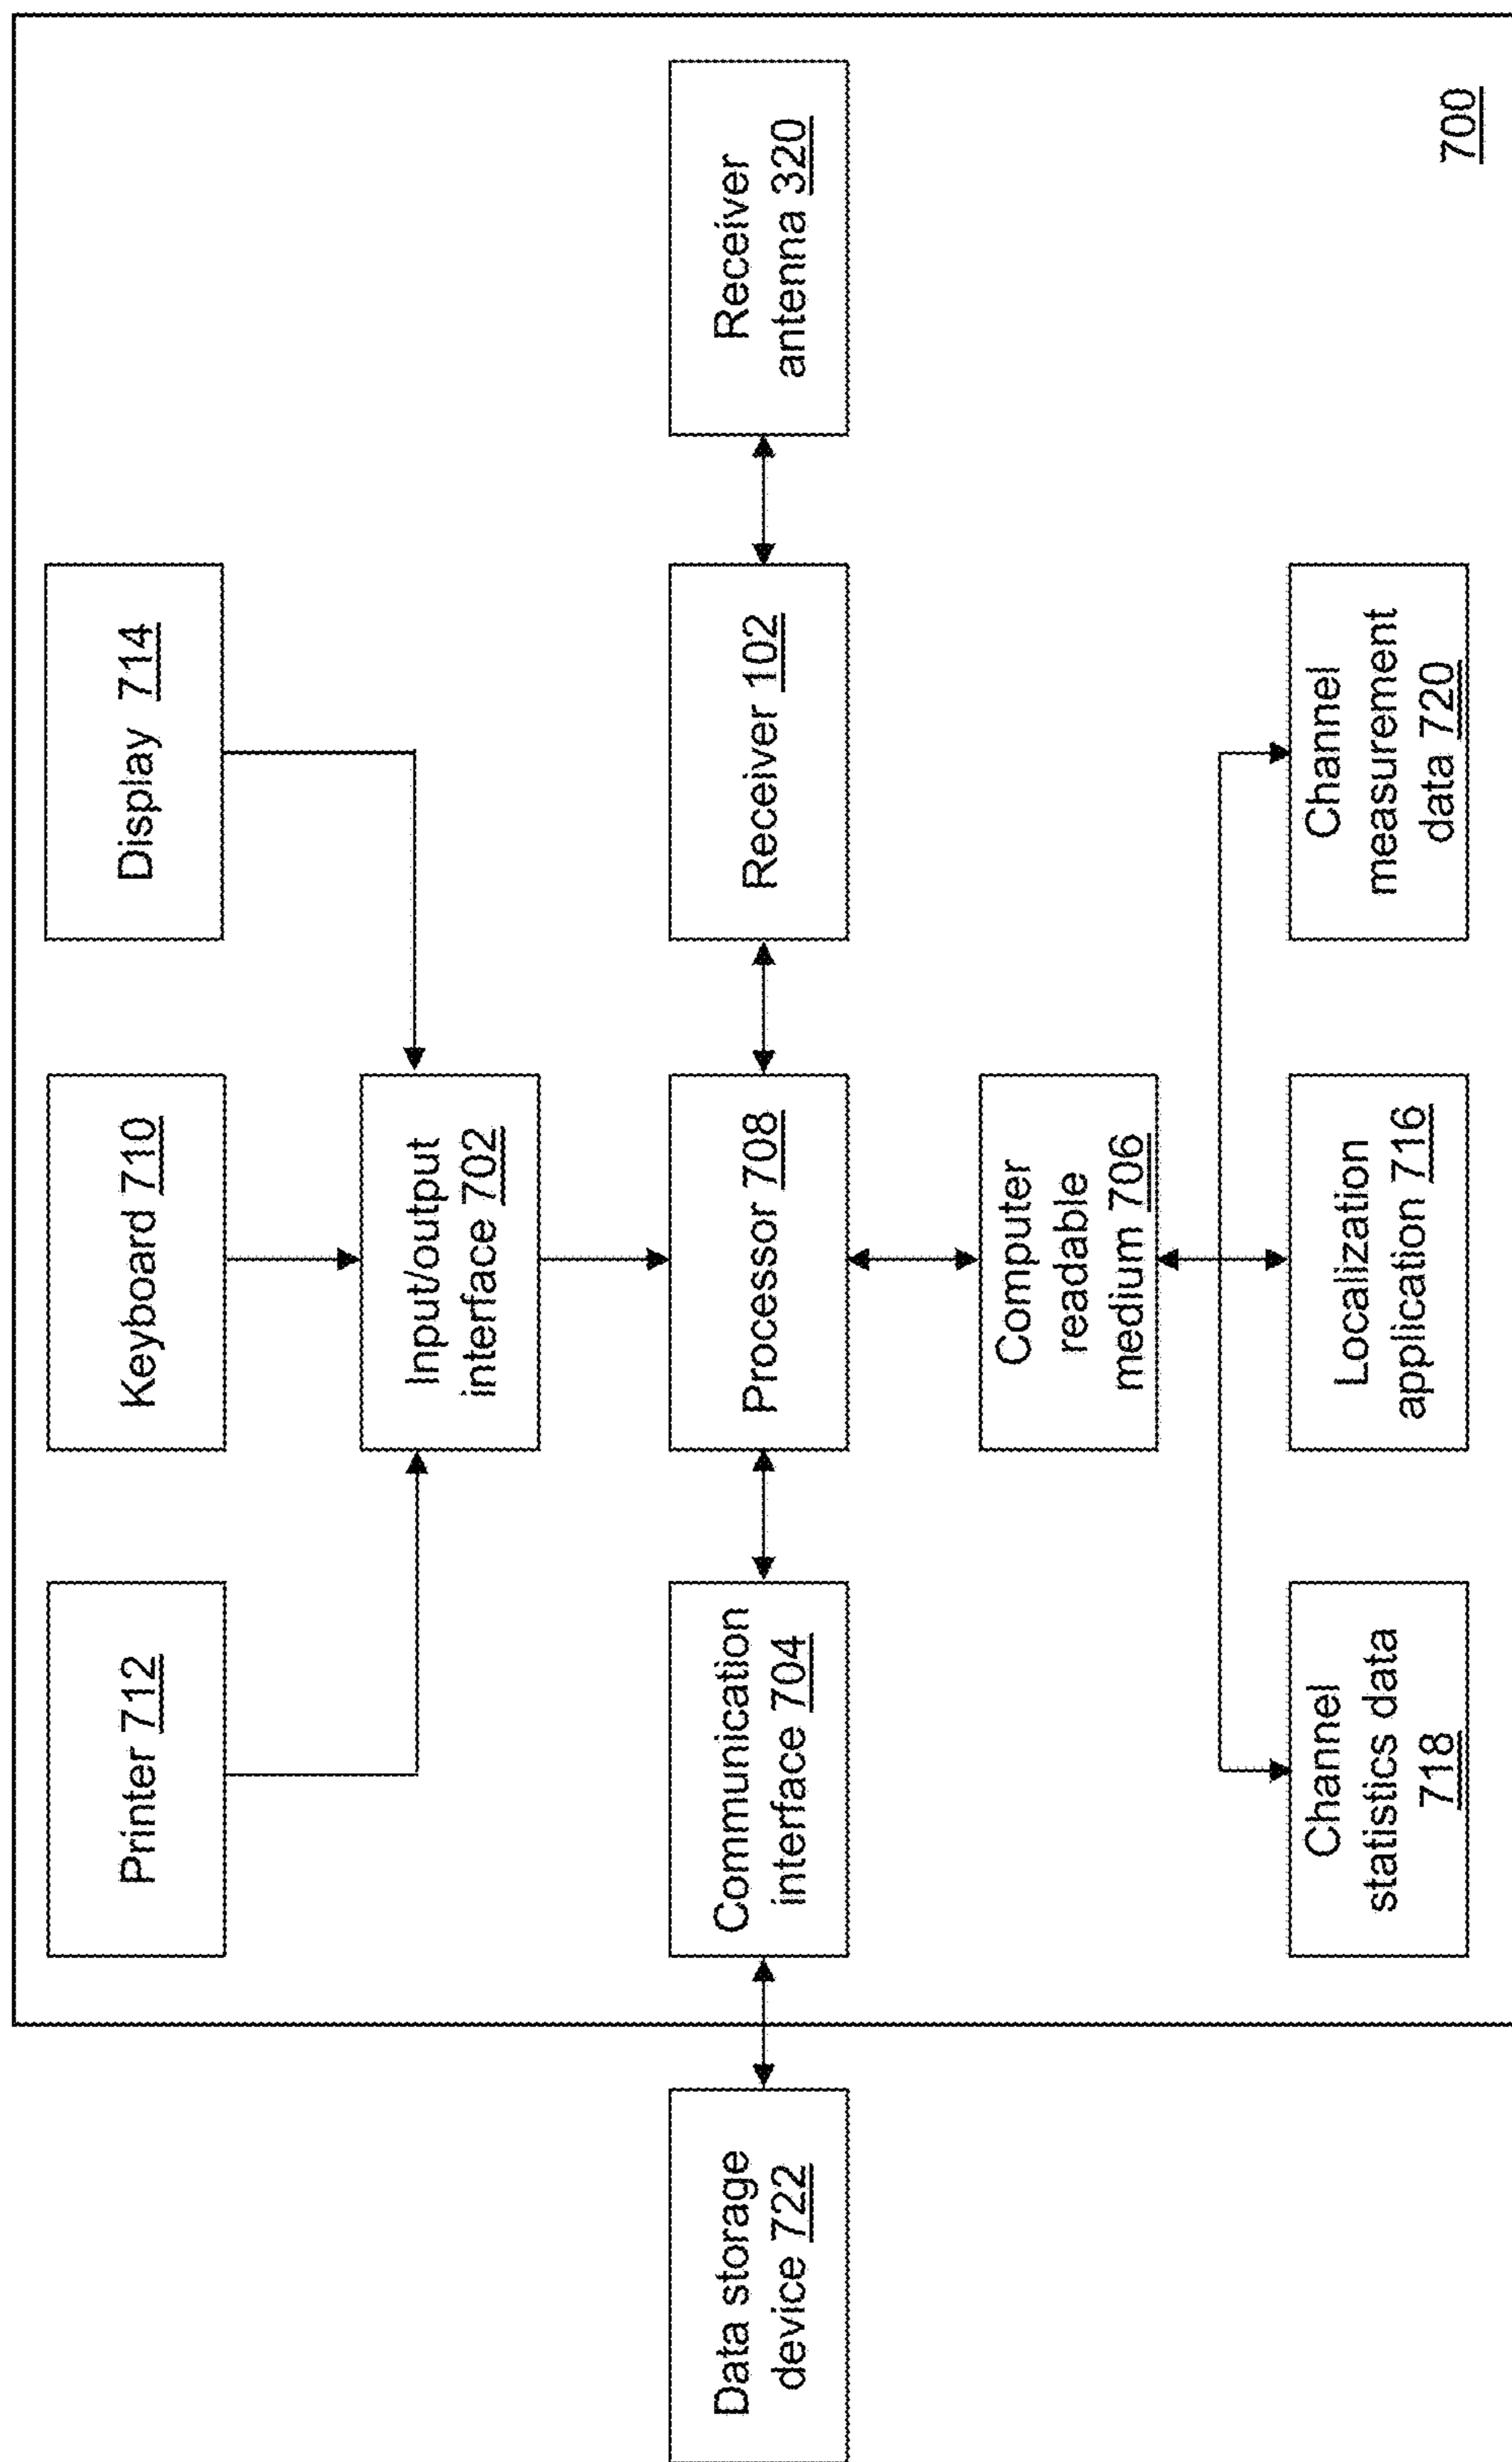 Printer 712
Keyboard 710
Display 714
Input/output
interface 702
Data storage
device 722
Communication
interface 704
Processor 708
Receiver 102
Receiver
antenna 320
Computer
readable
medium 706
Channel
statistics data
718
Localization
application 716
Channel
measurement
data 720
700